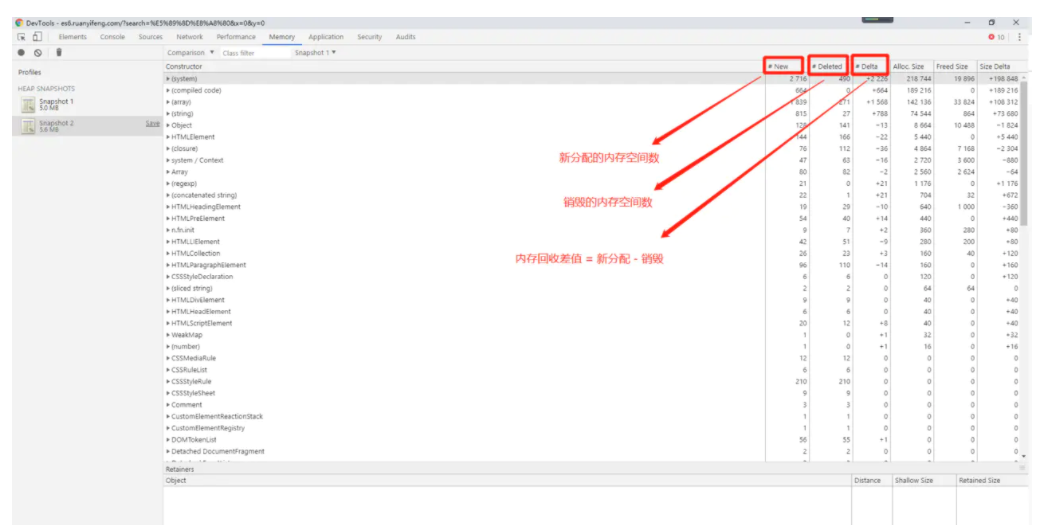 DevTools - es6.ruanyifeng.com/?search=%E5%89%8D%E8%A8%80&x=0&y=0
Elements Console Sources Network Performance Memory Application Security Audits 10
Comparison ▼ Class filter Snapshot 1 ▼
Profiles
HEAP SNAPSHOTS
Snapshot 1
5.0 MB
Snapshot 2 Save
5.6 MB
Constructor # New # Deleted # Delta Alloc. Size Freed Size Size Delta
(system) 2 716 490 +2 226 218 744 19 896 +198 848
(compiled code) 664 0 +664 189 216 0 +189 216
(array) 1 839 271 +1 568 142 136 33 824 +108 312
(string) 815 27 +788 74 544 864 +73 680
Object 128 141 −13 8 664 10 488 −1 824
HTMLElement 144 166 −22 5 440 0 +5 440
(closure) 76 112 −36 4 864 7 168 −2 304
system / Context 47 63 −16 2 720 3 600 −880
Array 80 82 −2 2 560 2 624 −64
(regexp) 21 0 +21 1 176 0 +1 176
(concatenated string) 22 1 +21 704 32 +672
HTMLHeadingElement 19 29 −10 640 1 000 −360
HTMLPreElement 54 40 +14 440 0 +440
n.fn.init 9 7 +2 360 280 +80
HTMLLIElement 42 51 −9 280 200 +80
HTMLCollection 26 23 +3 160 40 +120
HTMLParagraphElement 96 110 −14 160 0 +160
CSSStyleDeclaration 6 6 0 120 0 +120
(sliced string) 2 2 0 64 64 0
HTMLDivElement 9 9 0 40 0 +40
HTMLHeadElement 6 6 0 40 0 +40
HTMLScriptElement 20 12 +8 40 0 +40
WeakMap 1 0 +1 32 0 +32
(number) 1 0 +1 16 0 +16
CSSMediaRule 12 12 0 0 0 0
CSSRuleList 6 6 0 0 0 0
CSSStyleRule 210 210 0 0 0 0
CSSStyleSheet 9 9 0 0 0 0
Comment 3 3 0 0 0 0
CustomElementReactionStack 1 1 0 0 0 0
CustomElementRegistry 1 1 0 0 0 0
DOMTokenList 56 55 +1 0 0 0
Detached DocumentFragment 2 2 0 0 0 0
新分配的内存空间数
销毁的内存空间数
内存回收差值 = 新分配 - 销毁
Retainers
Object Distance Shallow Size Retained Size